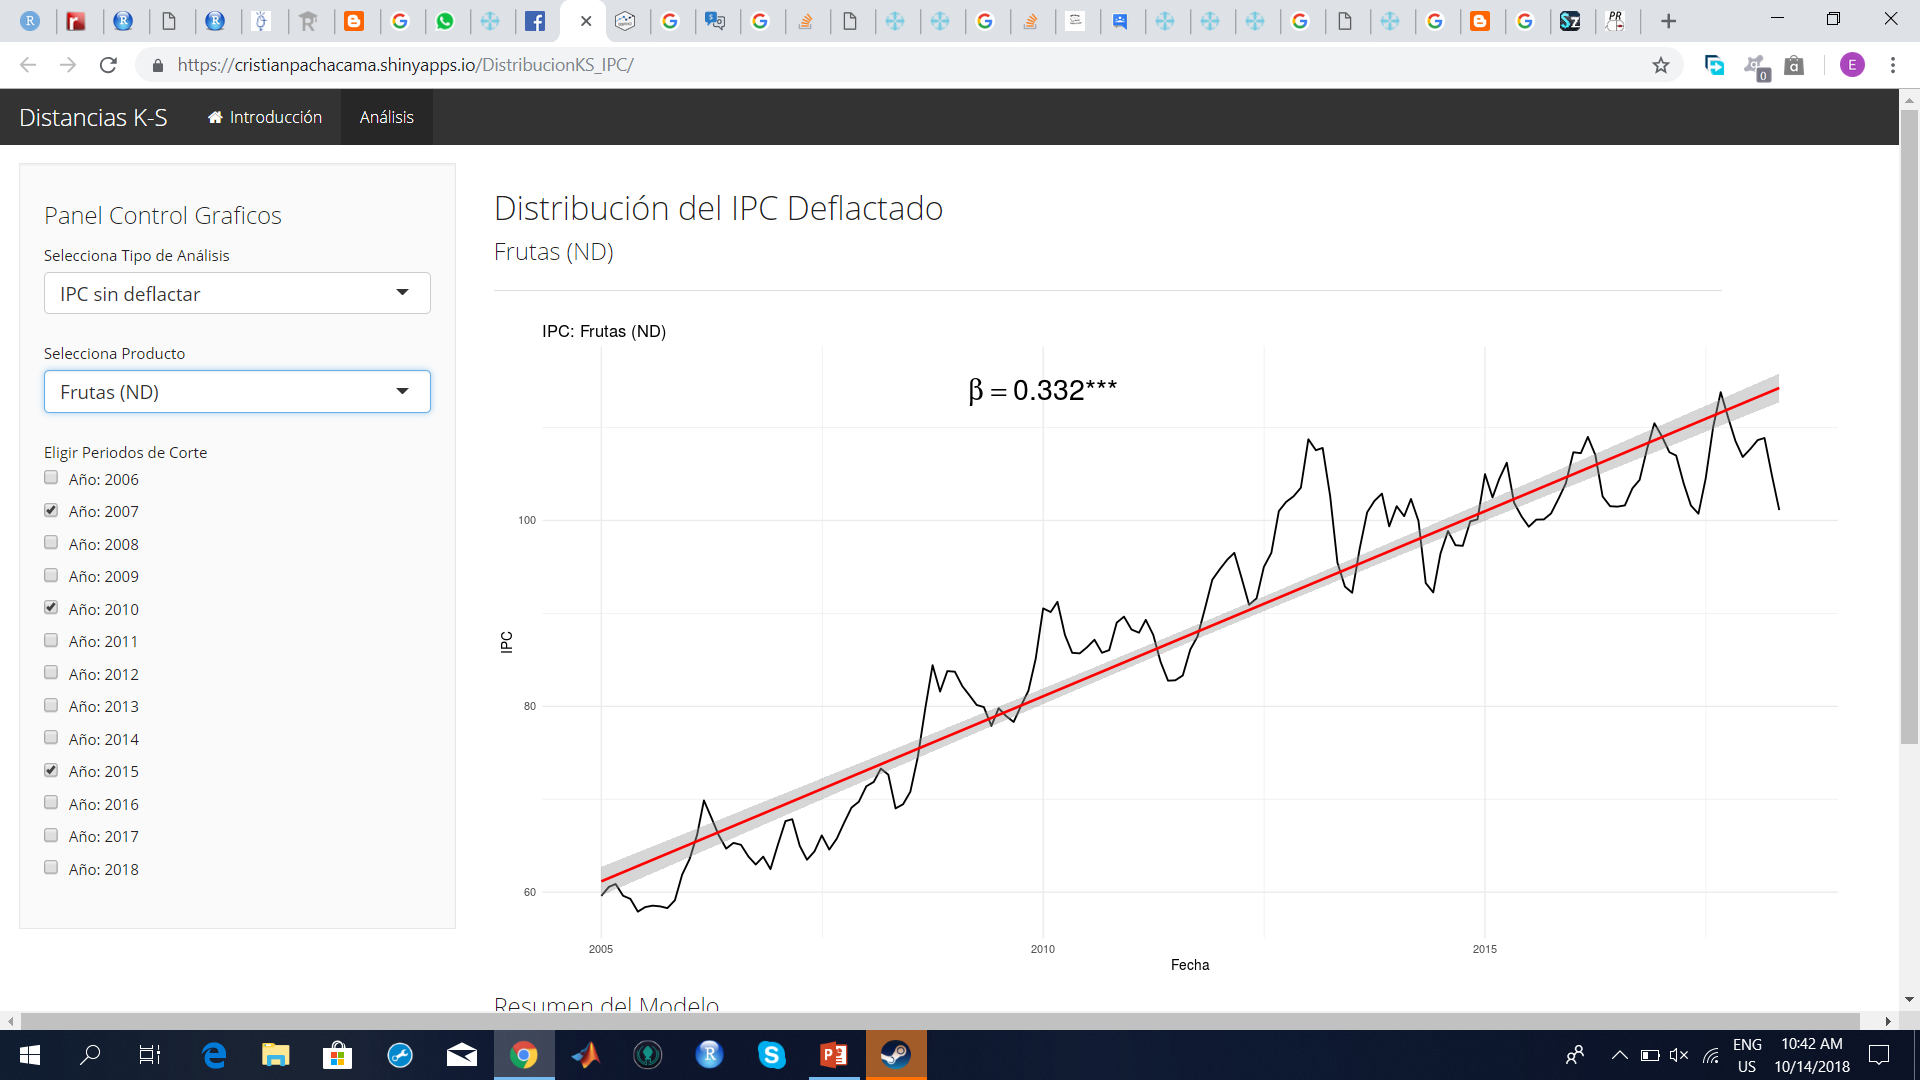 https://cristianpachacama.shinyapps.io/DistribucionKS_IPC/
0
E
Distancias K-S
Introducción
Análisis
Panel Control Graficos
Selecciona Tipo de Análisis
IPC sin deflactar
Selecciona Producto
Frutas (ND)
Eligir Periodos de Corte
Año: 2006
Año: 2007
Año: 2008
Año: 2009
Año: 2010
Año: 2011
Año: 2012
Año: 2013
Año: 2014
Año: 2015
Año: 2016
Año: 2017
Año: 2018
Distribución del IPC Deflactado
Frutas (ND)
IPC: Frutas (ND)
β = 0.332***
100
80
60
IPC
2005
2010
2015
Fecha
Resumen del Modelo
ENG
US
10:42 AM
10/14/2018